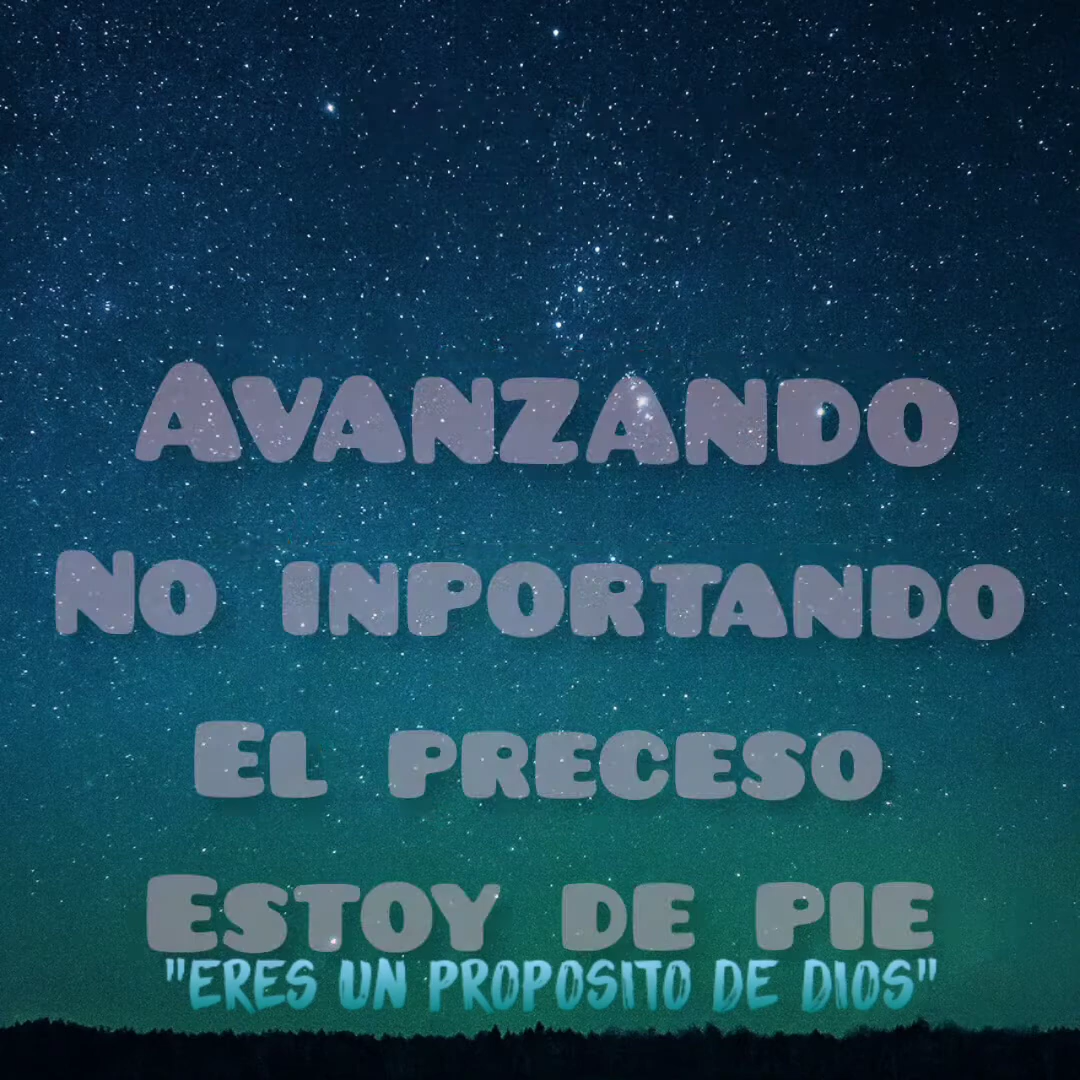 AVANZANDO
NO INPORTANDO
EL PRECESO
ESTOY DE PIE
"ERES UN PROPOSITO DE DIOS"